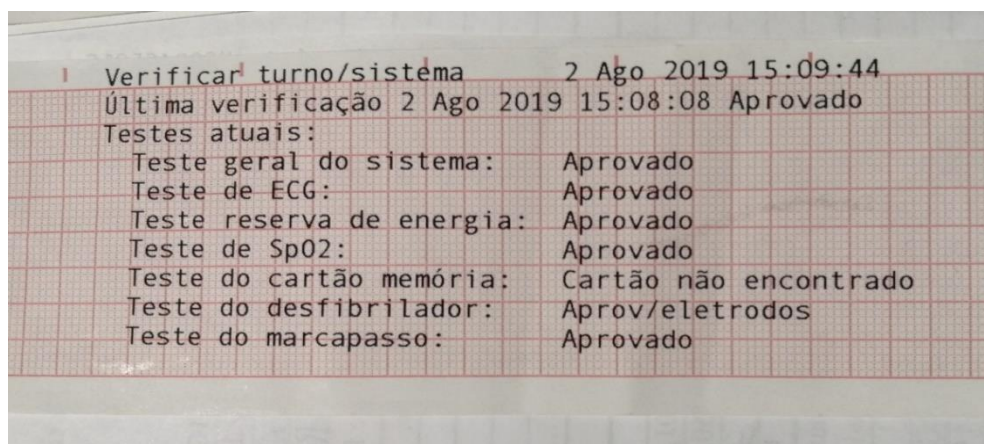 Verificar turno/sistema 2 Ago 2019 15:09:44
Última verificação 2 Ago 2019 15:08:08 Aprovado
Testes atuais:
Teste geral do sistema: Aprovado
Teste de ECG: Aprovado
Teste reserva de energia: Aprovado
Teste de SpO2: Aprovado
Teste do cartão memória: Cartão não encontrado
Teste do desfibrilador: Aprov/eletrodos
Teste do marcapasso: Aprovado